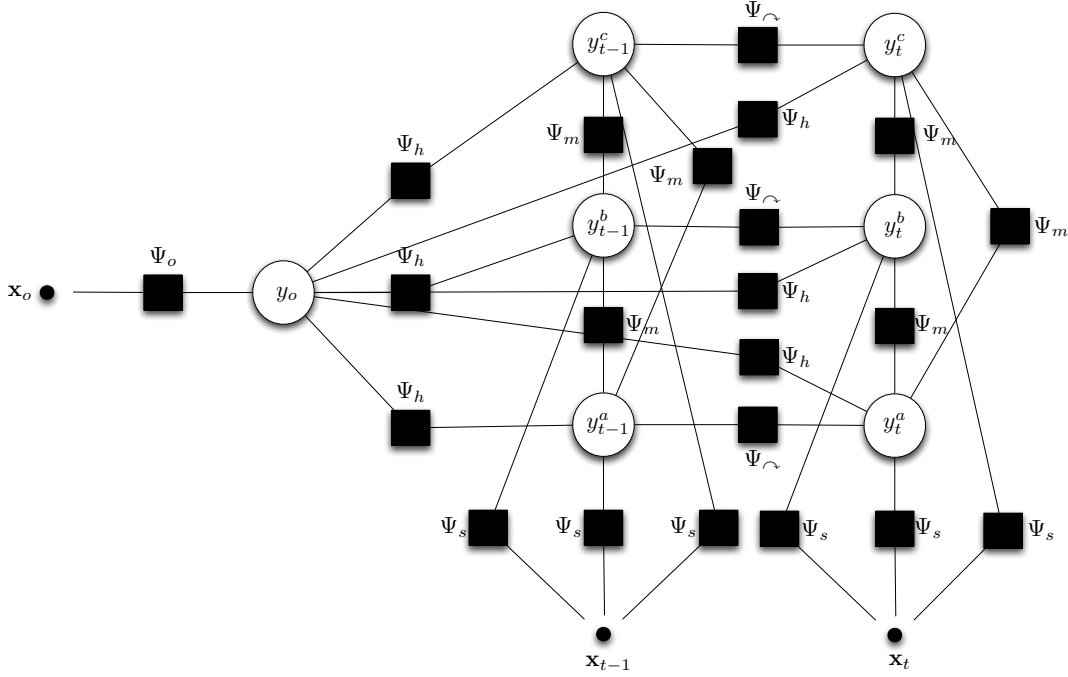 Ψ↷
y^c_{t−1}
y^c_t
Ψ_h
Ψ_m
Ψ_m
Ψ_h
Ψ_m
Ψ↷
y^b_{t−1}
y^b_t
Ψ_m
Ψ_o
Ψ_h
x_o
y_o
Ψ_h
Ψ_m
Ψ_m
Ψ_h
Ψ_h
y^a_{t−1}
y^a_t
Ψ↷
Ψ_s
Ψ_s
Ψ_s
Ψ_s
Ψ_s
Ψ_s
x_{t−1}
x_t